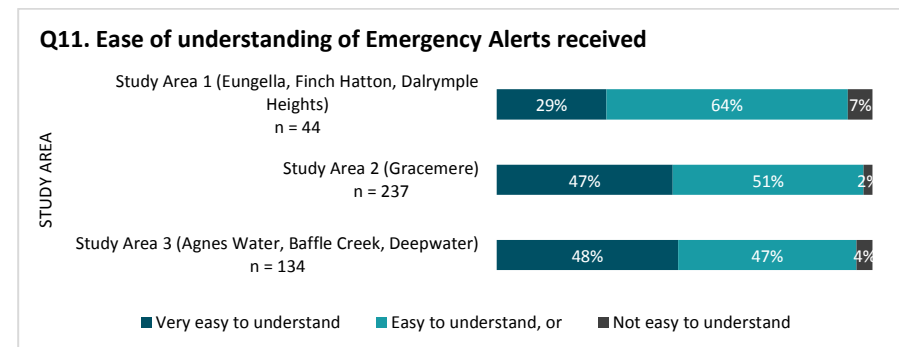 Q11. Ease of understanding of Emergency Alerts received
STUDY AREA
Study Area 1 (Eungella, Finch Hatton, Dalrymple
Heights)
n = 44
29% 64% 7%
Study Area 2 (Gracemere)
n = 237
47% 51% 2%
Study Area 3 (Agnes Water, Baffle Creek, Deepwater)
n = 134
48% 47% 4%
Very easy to understand Easy to understand, or Not easy to understand